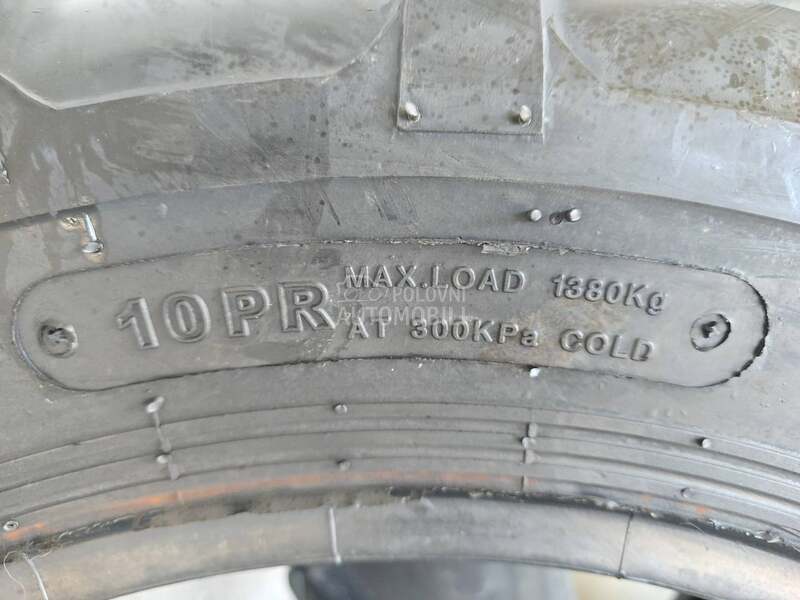 10PR
MAX.LOAD 1380Kg
AT 300KPa COLD
POLOVNI
AUTOMOBILI